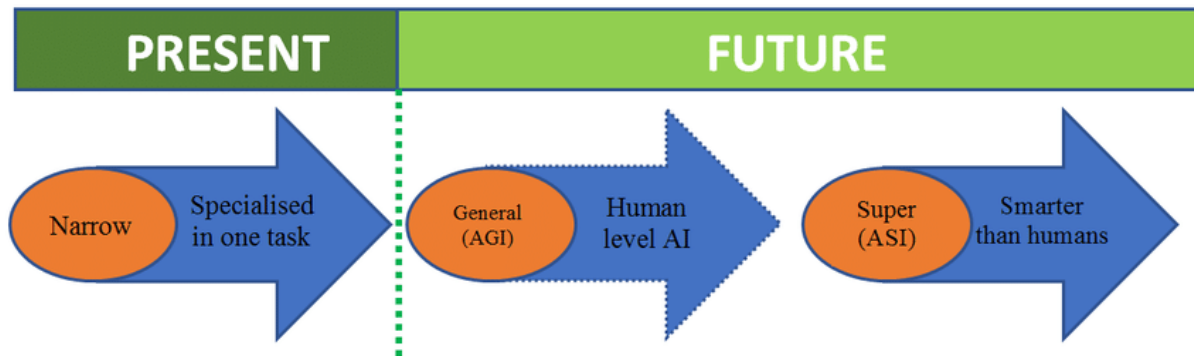 PRESENT
FUTURE
Narrow
Specialised
in one task
General
(AGI)
Human
level AI
Super
(ASI)
Smarter
than humans